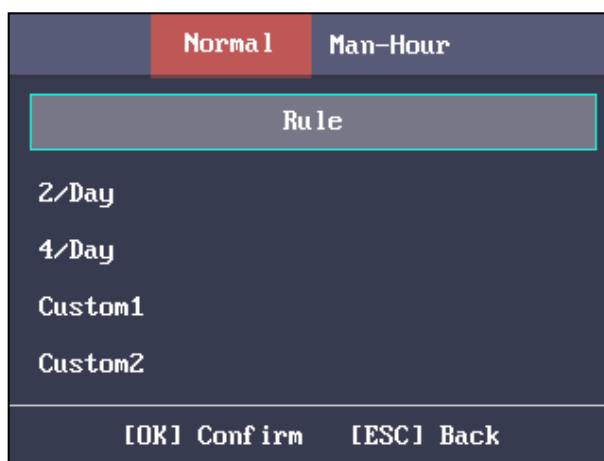 Normal Man-Hour
Rule
2/Day
4/Day
Custom1
Custom2
[OK] Confirm [ESC] Back